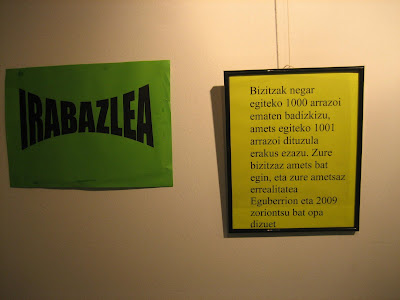 IRABAZLEA
Bizitzak negar
egiteko 1000 arrazoi
ematen badizkizu,
amets egiteko 1001
arrazoi dituzula
erakus ezazu. Zure
bizitzaz amets bat
egin, eta zure ametsaz
errealitatea
Eguberrion eta 2009
zoriontsu bat opa
dizuet